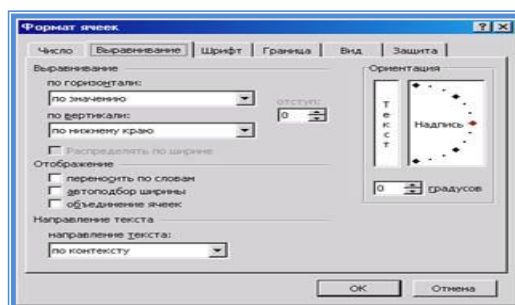 Формат ячеек
Число Выравнивание Шрифт Граница Вид Защита
Выравнивание
по горизонтали:
по значению
отступ:
по вертикали:
0
по нижнему краю
Распределять по ширине
Отображение
переносить по словам
автоподбор ширины
объединение ячеек
Направление текста
направление текста:
по контексту
Ориентация
Текст
Надпись
0 градусов
ОК Отмена